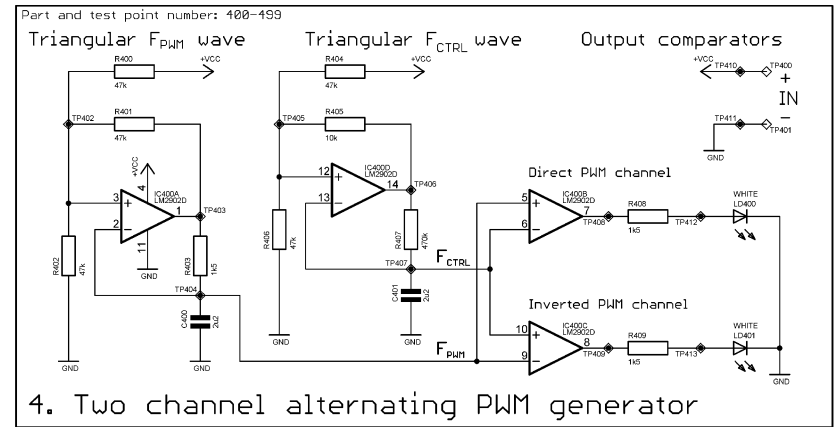 Part and test point number: 400-499
Triangular FPWM wave
Triangular FCTRL wave
Output comparators
R400
47k
+VCC
R401
47k
TP402
+VCC
IC400A
LM2902D
3
2
4
11
1
TP403
GND
R402
47k
R403
1k5
TP404
C400
2u2
GND
GND
R404
47k
+VCC
R405
10k
TP405
IC400D
LM2902D
12
13
14
TP406
R406
47k
R407
470k
TP407
FCTRL
C401
2u2
GND
GND
FPWM
+VCC
TP410
TP400
+
IN
-
TP411
TP401
GND
Direct PWM channel
IC400B
LM2902D
5
6
7
TP408
R408
1k5
TP412
WHITE
LD400
Inverted PWM channel
IC400C
LM2902D
10
9
8
TP409
R409
1k5
TP413
WHITE
LD401
GND
4. Two channel alternating PWM generator